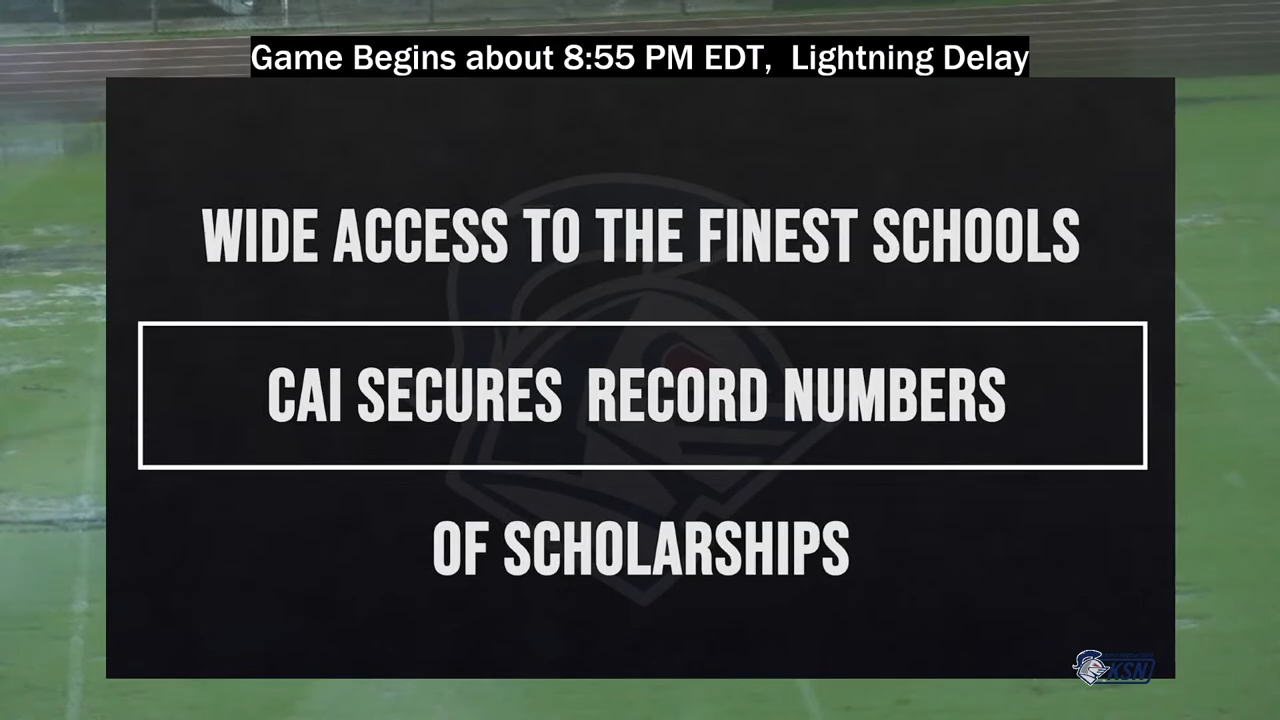 Game Begins about 8:55 PM EDT, Lightning Delay
WIDE ACCESS TO THE FINEST SCHOOLS
CAI SECURES RECORD NUMBERS
OF SCHOLARSHIPS
KSN